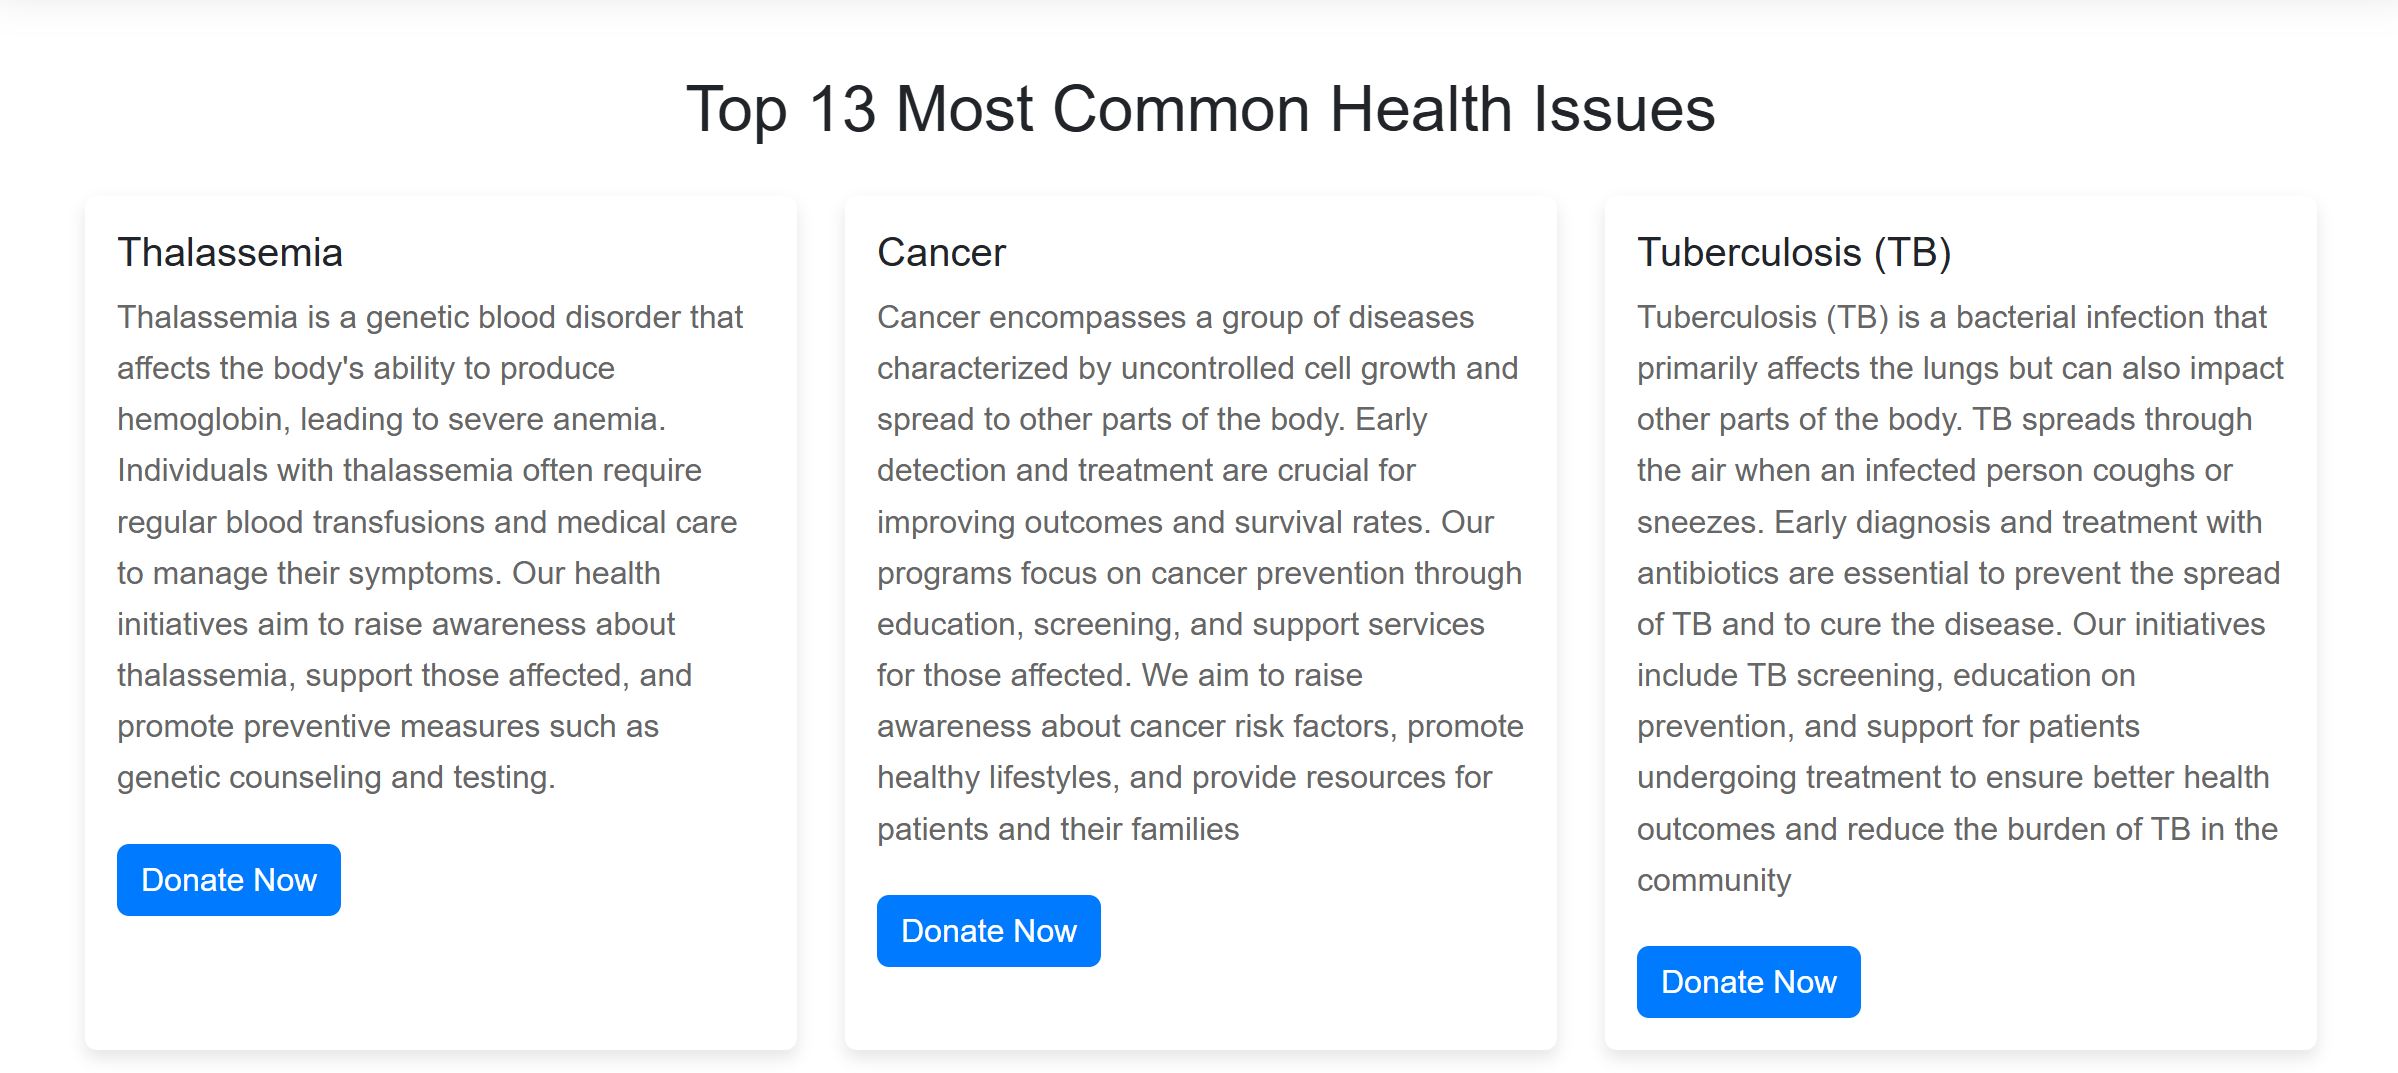 Top 13 Most Common Health Issues
Thalassemia
Thalassemia is a genetic blood disorder that
affects the body's ability to produce
hemoglobin, leading to severe anemia.
Individuals with thalassemia often require
regular blood transfusions and medical care
to manage their symptoms. Our health
initiatives aim to raise awareness about
thalassemia, support those affected, and
promote preventive measures such as
genetic counseling and testing.
Donate Now
Cancer
Cancer encompasses a group of diseases
characterized by uncontrolled cell growth and
spread to other parts of the body. Early
detection and treatment are crucial for
improving outcomes and survival rates. Our
programs focus on cancer prevention through
education, screening, and support services
for those affected. We aim to raise
awareness about cancer risk factors, promote
healthy lifestyles, and provide resources for
patients and their families
Donate Now
Tuberculosis (TB)
Tuberculosis (TB) is a bacterial infection that
primarily affects the lungs but can also impact
other parts of the body. TB spreads through
the air when an infected person coughs or
sneezes. Early diagnosis and treatment with
antibiotics are essential to prevent the spread
of TB and to cure the disease. Our initiatives
include TB screening, education on
prevention, and support for patients
undergoing treatment to ensure better health
outcomes and reduce the burden of TB in the
community
Donate Now